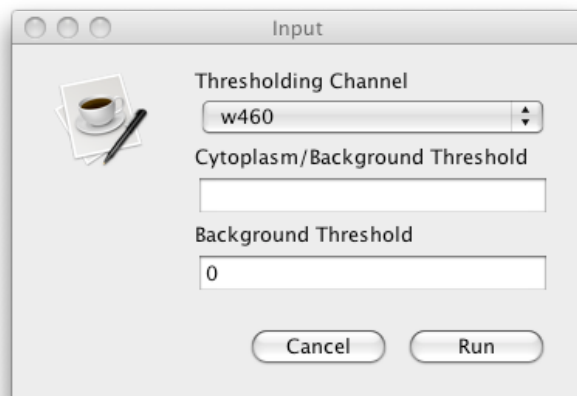 Input
Thresholding Channel
w460
Cytoplasm/Background Threshold
Background Threshold
0
Cancel Run